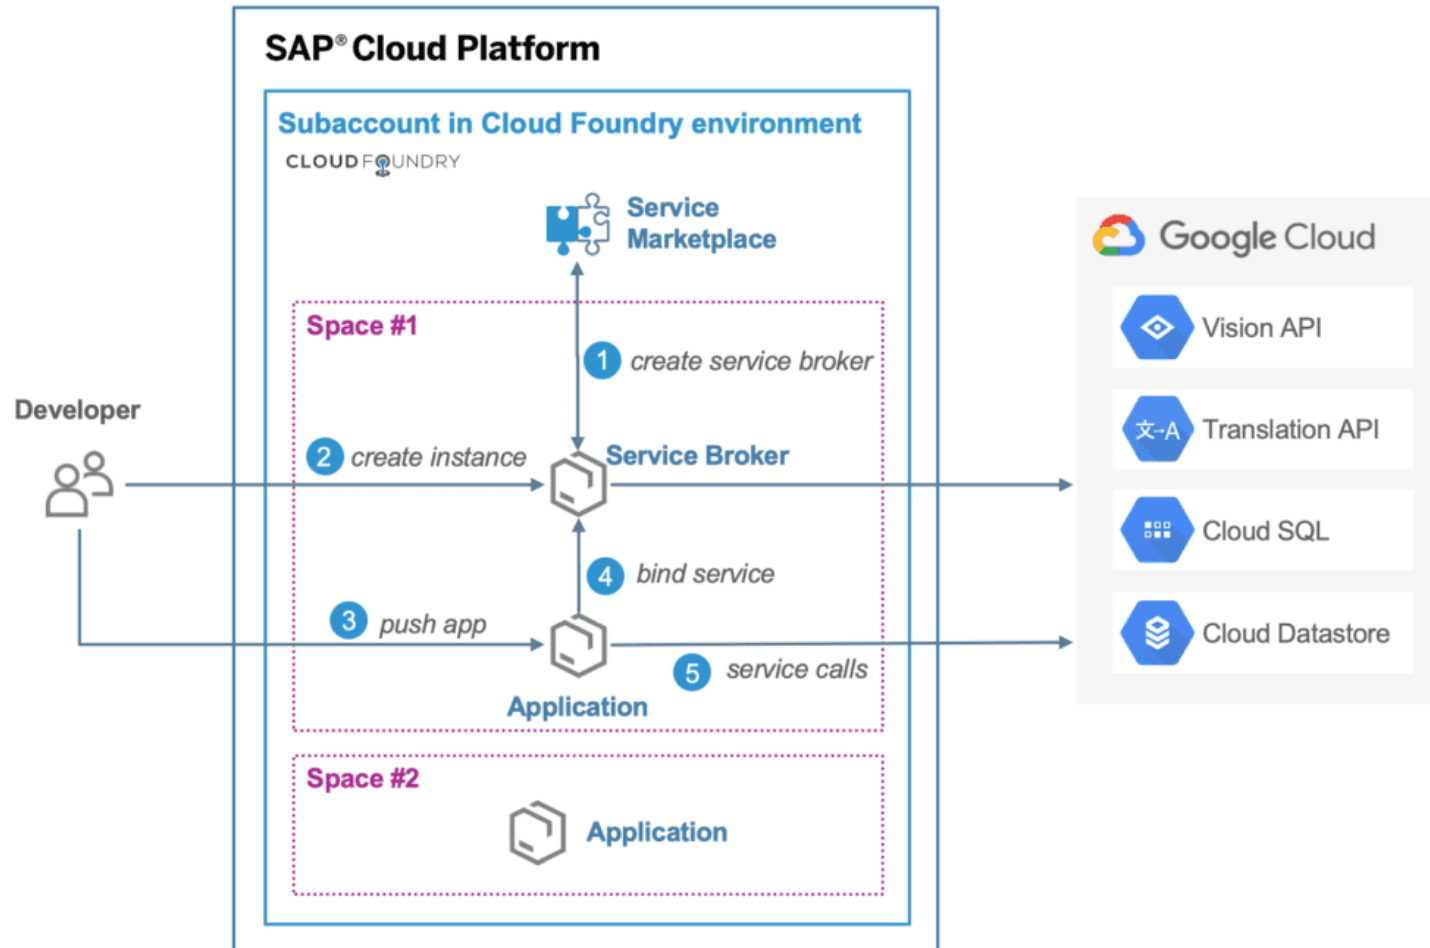 SAP® Cloud Platform
Subaccount in Cloud Foundry environment
CLOUD FOUNDRY
Service
Marketplace
Space #1
1 create service broker
Developer
2 create instance
Service Broker
4 bind service
3 push app
5 service calls
Application
Space #2
Application
Google Cloud
Vision API
文→A Translation API
Cloud SQL
Cloud Datastore